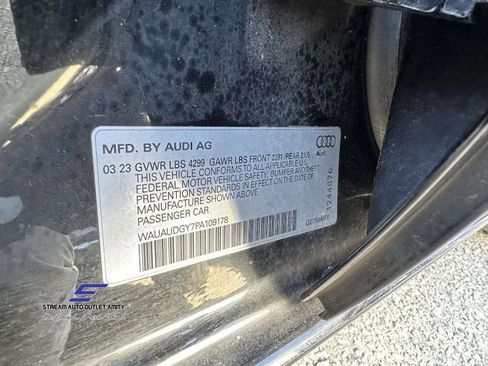 MFD. BY AUDI AG
Audi
03 23 GVWR LBS 4299 GAWR LBS FRONT 2381 /REAR
THIS VEHICLE CONFORMS TO ALL APPLICABLE U.S.
FEDERAL MOTOR VEHICLE SAFETY, BUMPER AND THEFT
PREVENTION STANDARDS IN EFFECT ON THE DATE OF
MANUFACTURE SHOWN ABOVE.
PASSENGER CAR
WAUAUDGY7PA109178
GERMANY
1244876
STREAM AUTO OUTLET AMITY